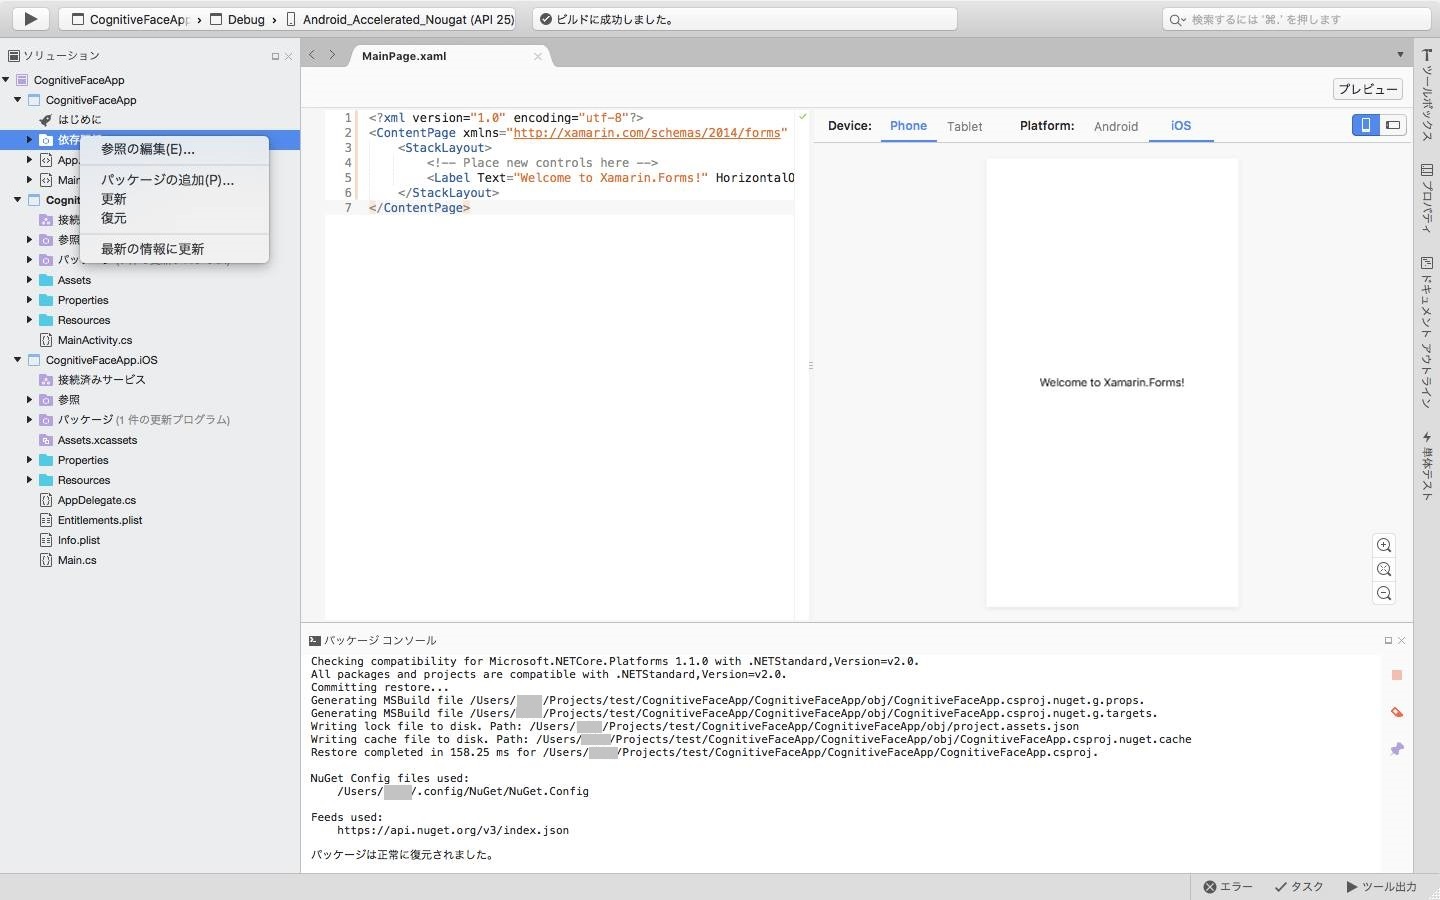 CognitiveFaceApp › Debug › Android_Accelerated_Nougat (API 25)
ビルドに成功しました。
検索するには '⌘.' を押します
ソリューション
CognitiveFaceApp
CognitiveFaceApp
はじめに
依存
App.
Main
Cognit
接続
参照
パッ
Assets
Properties
Resources
MainActivity.cs
CognitiveFaceApp.iOS
接続済みサービス
参照
パッケージ (1 件の更新プログラム)
Assets.xcassets
Properties
Resources
AppDelegate.cs
Entitlements.plist
Info.plist
Main.cs
参照の編集(E)...
パッケージの追加(P)...
更新
復元
最新の情報に更新
MainPage.xaml
プレビュー
1 <?xml version="1.0" encoding="utf-8"?>
2 <ContentPage xmlns="http://xamarin.com/schemas/2014/forms"
3 <StackLayout>
4 <!-- Place new controls here -->
5 <Label Text="Welcome to Xamarin.Forms!" HorizontalO
6 </StackLayout>
7 </ContentPage>
Device: Phone Tablet Platform: Android iOS
Welcome to Xamarin.Forms!
ツールボックス
プロパティ
ドキュメント アウトライン
単体テスト
パッケージ コンソール
Checking compatibility for Microsoft.NETCore.Platforms 1.1.0 with .NETStandard,Version=v2.0.
All packages and projects are compatible with .NETStandard,Version=v2.0.
Committing restore...
Generating MSBuild file /Users/ /Projects/test/CognitiveFaceApp/CognitiveFaceApp/obj/CognitiveFaceApp.csproj.nuget.g.props.
Generating MSBuild file /Users/ /Projects/test/CognitiveFaceApp/CognitiveFaceApp/obj/CognitiveFaceApp.csproj.nuget.g.targets.
Writing lock file to disk. Path: /Users/ /Projects/test/CognitiveFaceApp/CognitiveFaceApp/obj/project.assets.json
Writing cache file to disk. Path: /Users/ /Projects/test/CognitiveFaceApp/CognitiveFaceApp/obj/CognitiveFaceApp.csproj.nuget.cache
Restore completed in 158.25 ms for /Users/ /Projects/test/CognitiveFaceApp/CognitiveFaceApp/CognitiveFaceApp.csproj.
NuGet Config files used:
/Users/ /.config/NuGet/NuGet.Config
Feeds used:
https://api.nuget.org/v3/index.json
パッケージは正常に復元されました。
エラー タスク ツール出力